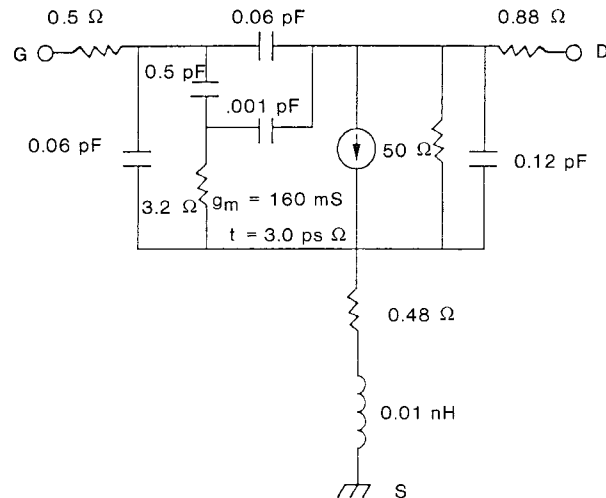 0.5 Ω
0.06 pF
0.88 Ω
G
D
0.5 pF
.001 pF
0.06 pF
50 Ω
0.12 pF
3.2 Ω
g_m = 160 mS
t = 3.0 ps Ω
0.48 Ω
0.01 nH
S